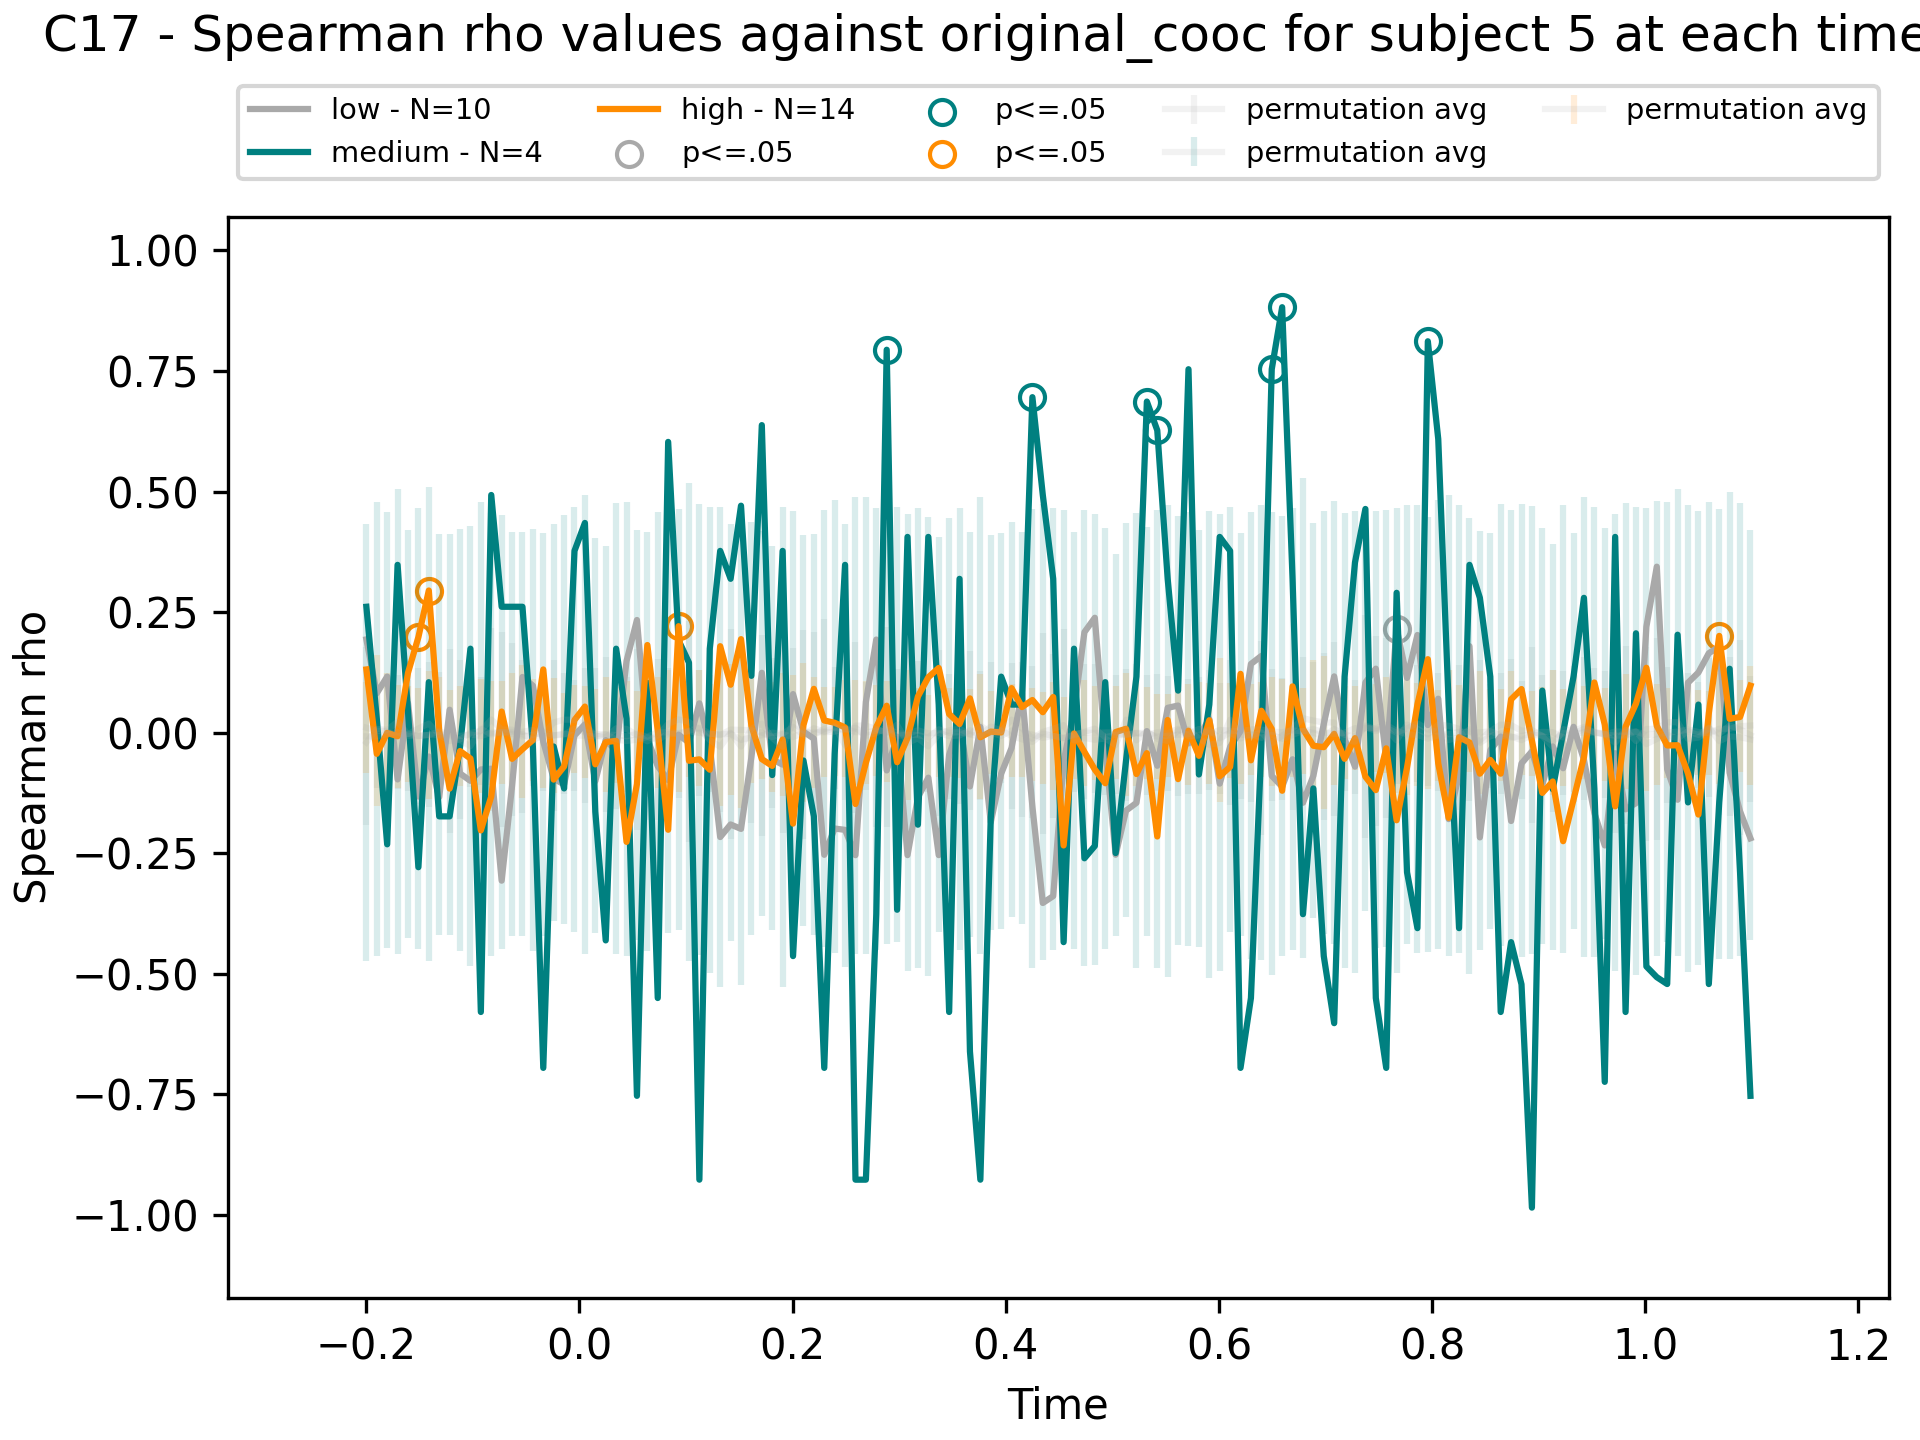 C17 - Spearman rho values against original_cooc for subject 5 at each time
low - N=10
medium - N=4
high - N=14
p<=.05
p<=.05
p<=.05
permutation avg
permutation avg
permutation avg
Spearman rho
1.00
0.75
0.50
0.25
0.00
−0.25
−0.50
−0.75
−1.00
−0.2 0.0 0.2 0.4 0.6 0.8 1.0 1.2
Time